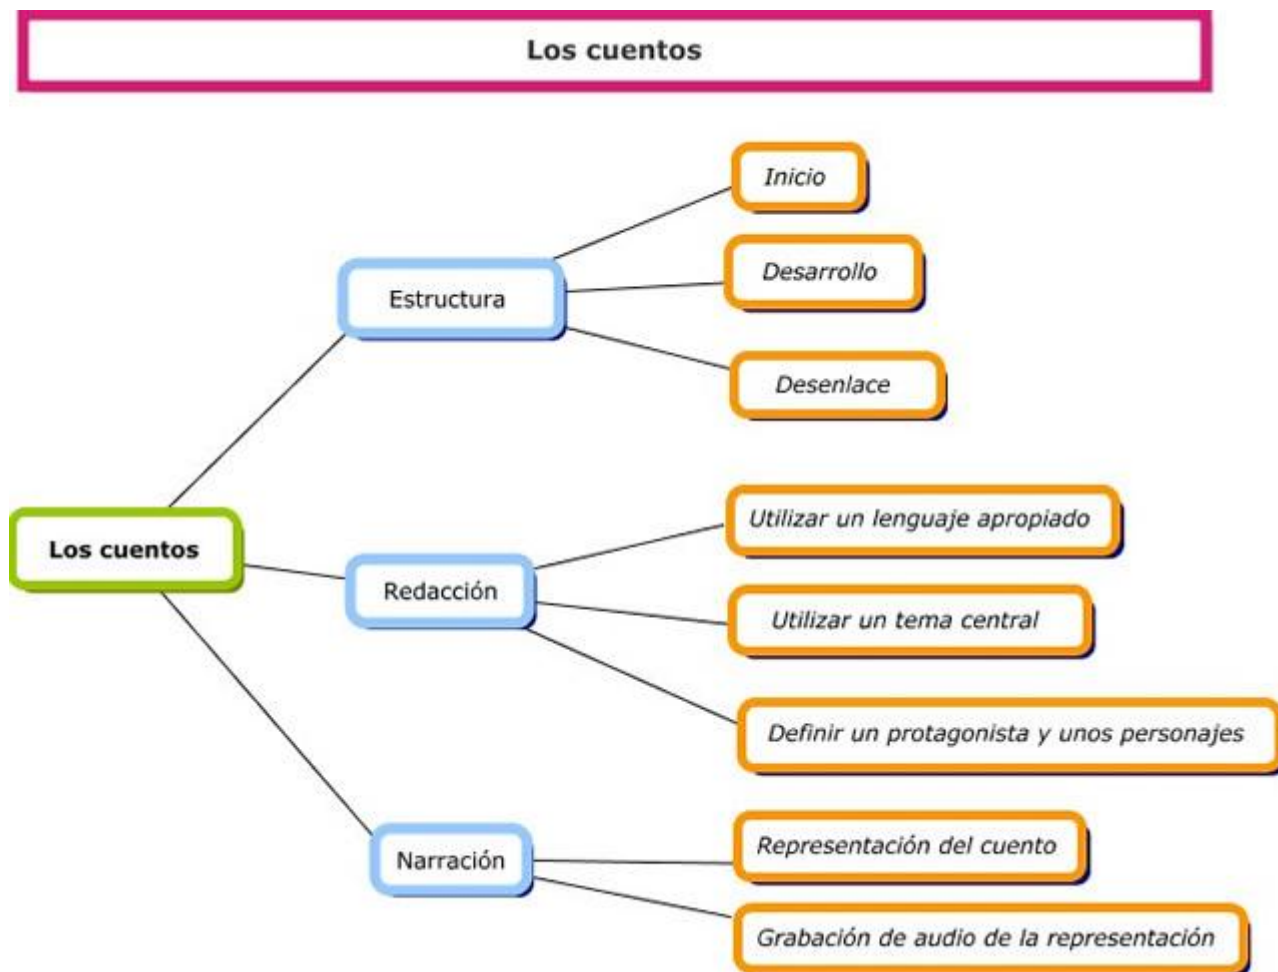 Los cuentos
Inicio
Desarrollo
Estructura
Desenlace
Los cuentos
Utilizar un lenguaje apropiado
Redacción
Utilizar un tema central
Definir un protagonista y unos personajes
Narración
Representación del cuento
Grabación de audio de la representación